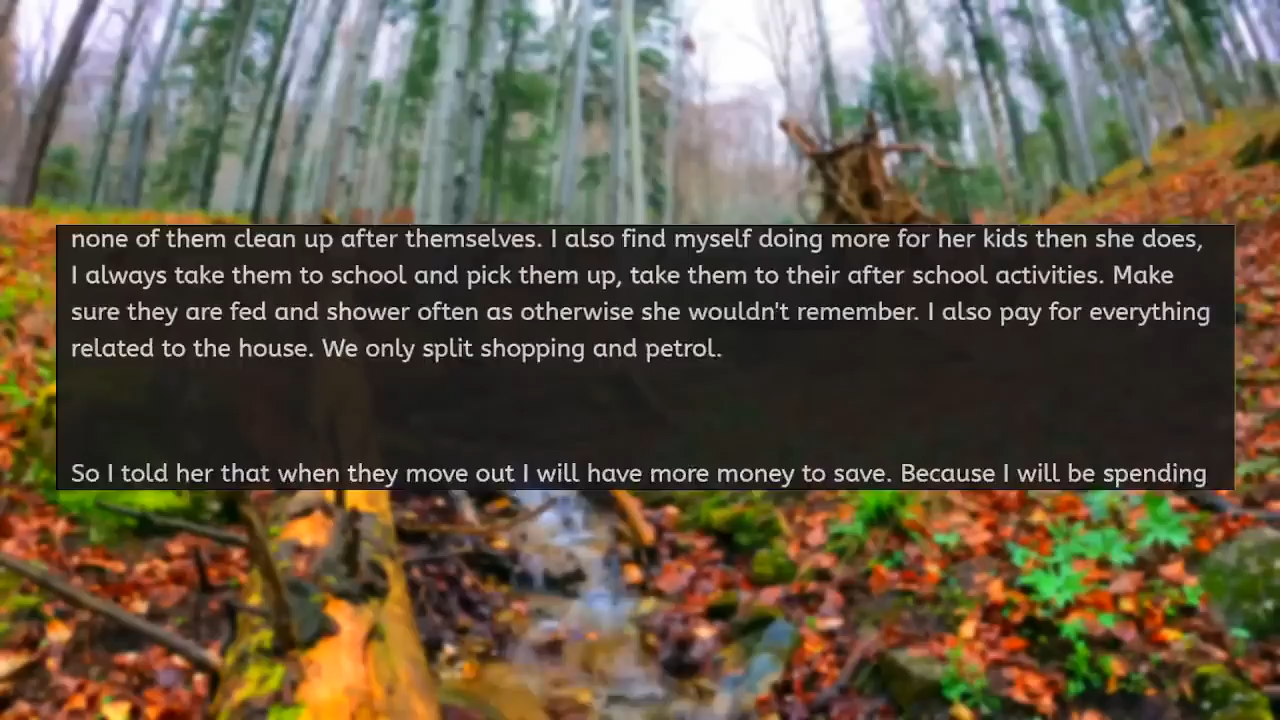 none of them clean up after themselves. I also find myself doing more for her kids then she does,
I always take them to school and pick them up, take them to their after school activities. Make
sure they are fed and shower often as otherwise she wouldn't remember. I also pay for everything
related to the house. We only split shopping and petrol.
So I told her that when they move out I will have more money to save. Because I will be spending